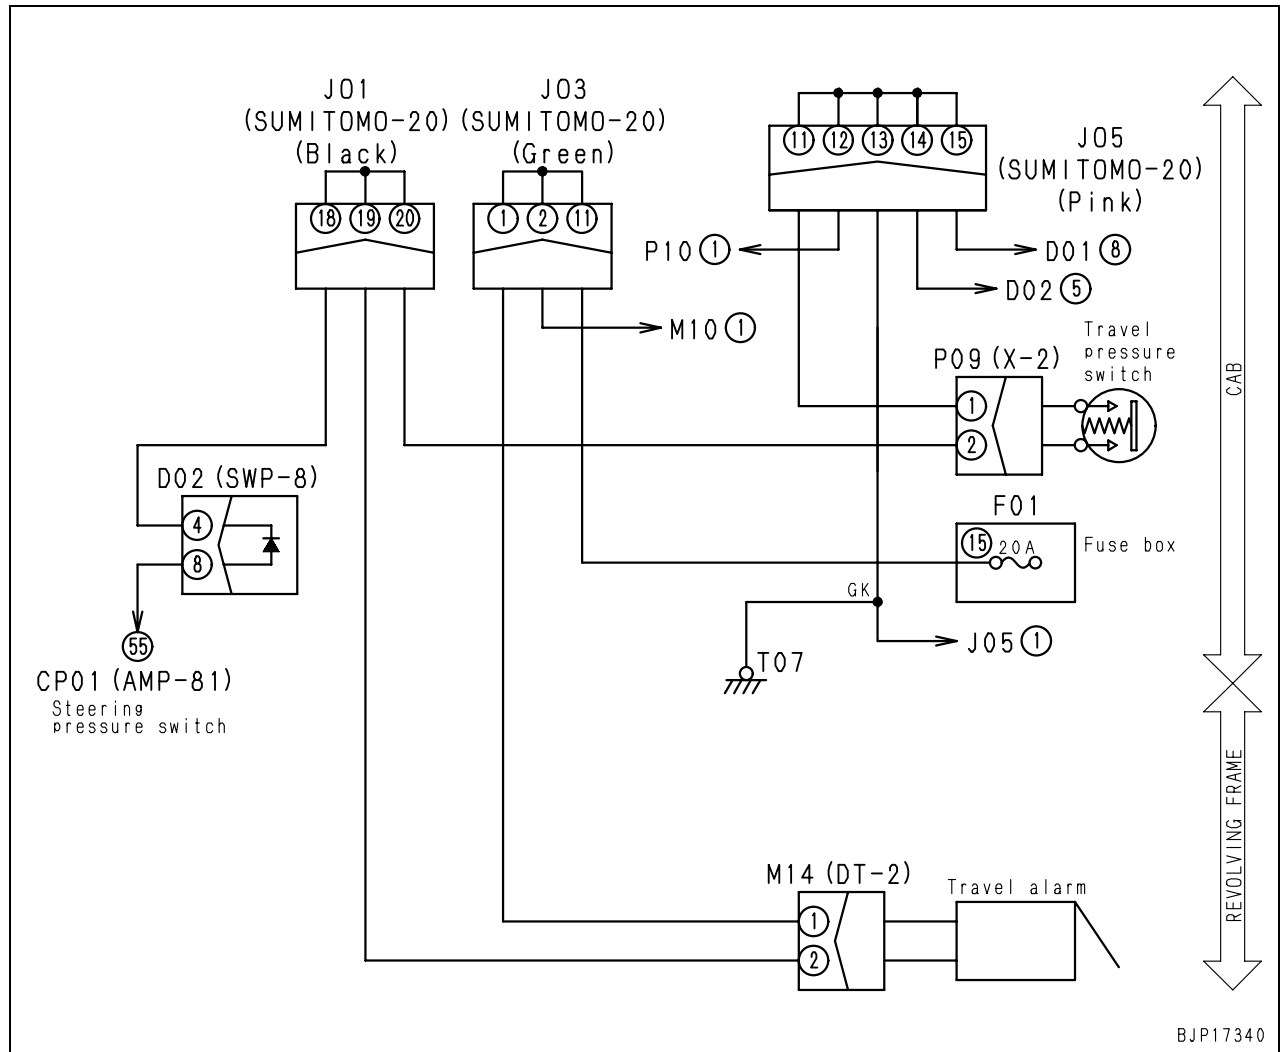 J01
(SUMITOMO-20)
(Black)
18 19 20
J03
(SUMITOMO-20)
(Green)
1 2 11
11 12 13 14 15
J05
(SUMITOMO-20)
(Pink)
P10 1
D01 8
D02 5
M10 1
P09 (X-2)
1
2
Travel
pressure
switch
D02 (SWP-8)
4
8
55
CP01 (AMP-81)
Steering
pressure switch
F01
15 20A
Fuse box
GK
J05 1
T07
M14 (DT-2)
1
2
Travel alarm
CAB
REVOLVING FRAME
BJP17340